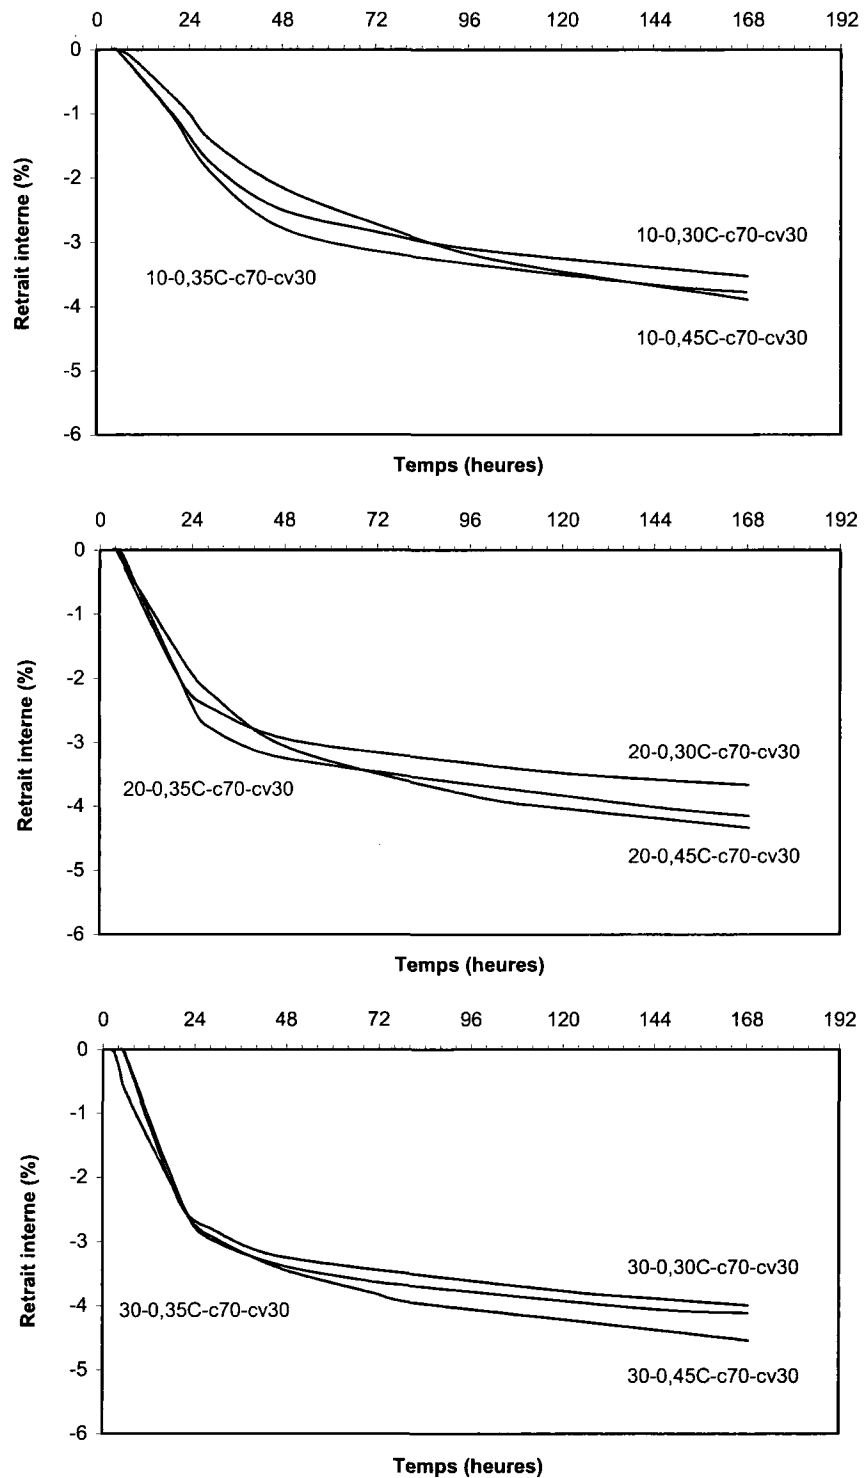 0 24 48 72 96 120 144 168 192
0
-1
-2
-3
-4
-5
-6
Retrait interne (%)
10-0,30C-c70-cv30
10-0,35C-c70-cv30
10-0,45C-c70-cv30
Temps (heures)
0 24 48 72 96 120 144 168 192
0
-1
-2
-3
-4
-5
-6
Retrait interne (%)
20-0,30C-c70-cv30
20-0,35C-c70-cv30
20-0,45C-c70-cv30
Temps (heures)
0 24 48 72 96 120 144 168 192
0
-1
-2
-3
-4
-5
-6
Retrait interne (%)
30-0,30C-c70-cv30
30-0,35C-c70-cv30
30-0,45C-c70-cv30
Temps (heures)